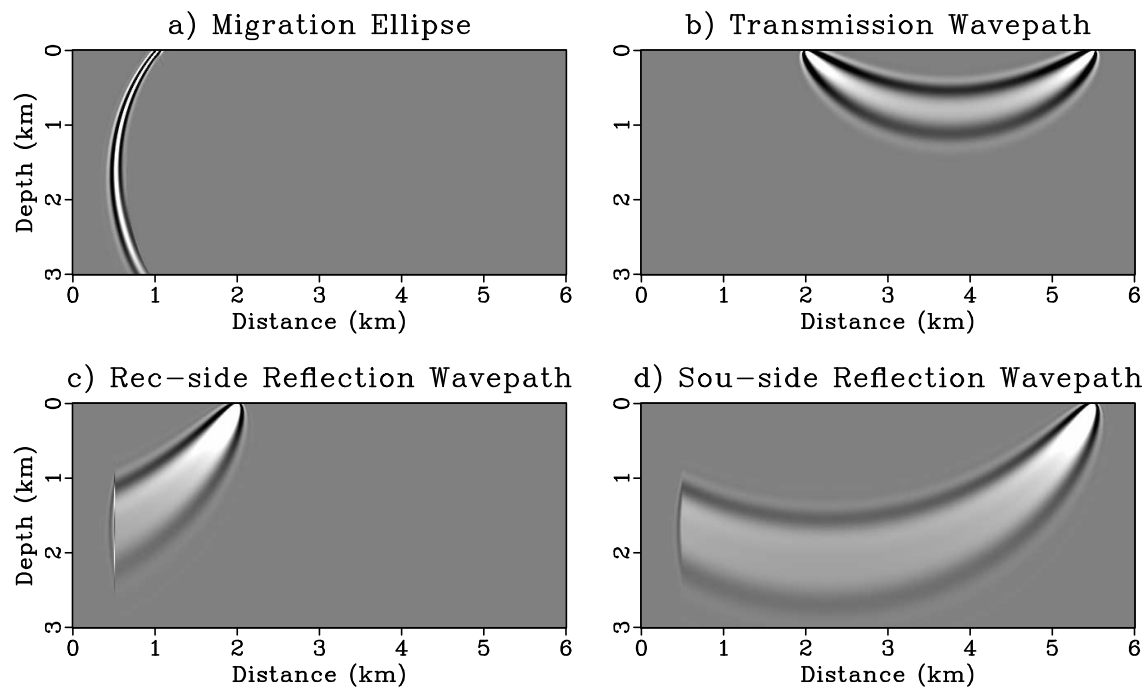 a) Migration Ellipse
0
1
2
3
Depth (km)
0 1 2 3 4 5 6
Distance (km)
b) Transmission Wavepath
0
1
2
3
0 1 2 3 4 5 6
Distance (km)
c) Rec-side Reflection Wavepath
0
1
2
3
Depth (km)
0 1 2 3 4 5 6
Distance (km)
d) Sou-side Reflection Wavepath
0
1
2
3
0 1 2 3 4 5 6
Distance (km)